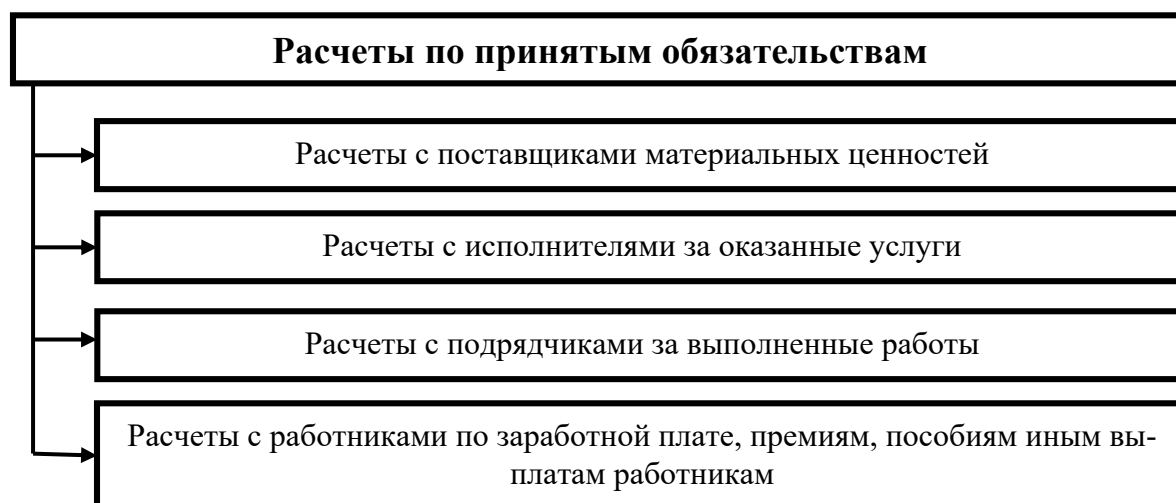 Расчеты по принятым обязательствам
Расчеты с поставщиками материальных ценностей
Расчеты с исполнителями за оказанные услуги
Расчеты с подрядчиками за выполненные работы
Расчеты с работниками по заработной плате, премиям, пособиям иным вы-
платам работникам